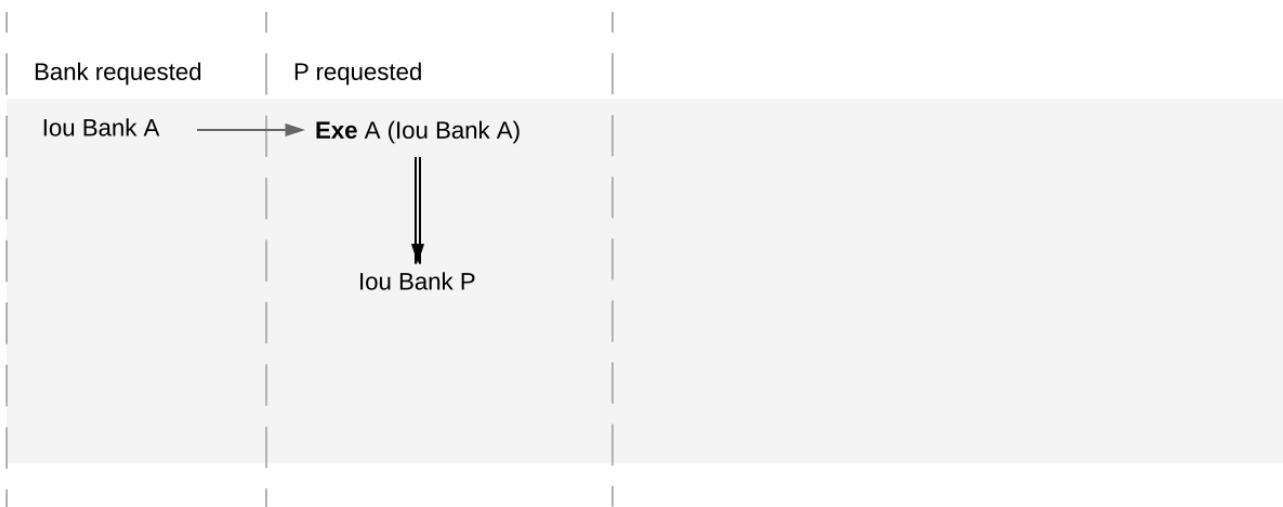 Bank requested
P requested
Iou Bank A
Exe A (Iou Bank A)
Iou Bank P